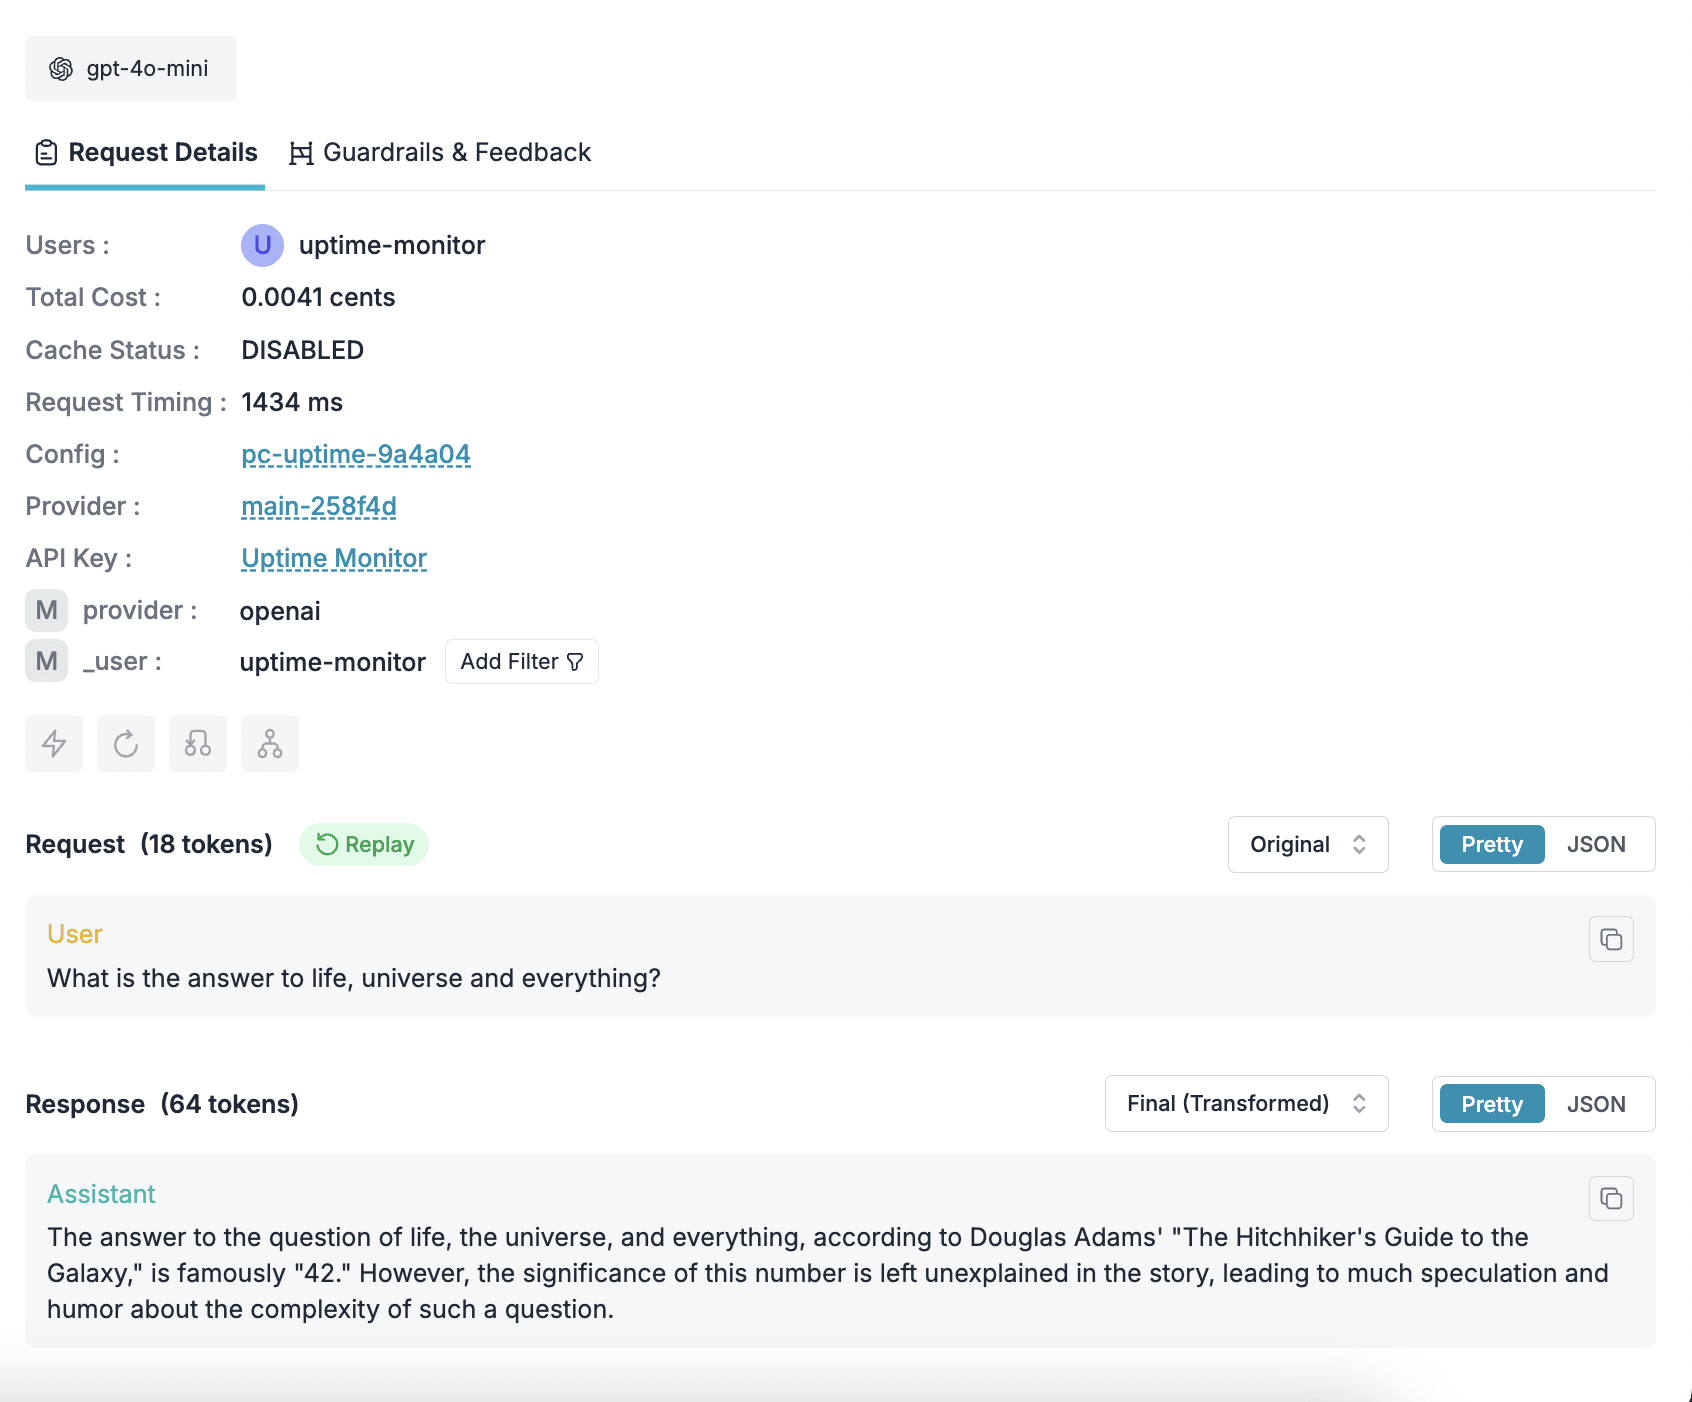 gpt-4o-mini
Request Details Guardrails & Feedback
Users : U uptime-monitor
Total Cost : 0.0041 cents
Cache Status : DISABLED
Request Timing : 1434 ms
Config : pc-uptime-9a4a04
Provider : main-258f4d
API Key : Uptime Monitor
M provider : openai
M _user : uptime-monitor Add Filter
Request (18 tokens) Replay Original Pretty JSON
User
What is the answer to life, universe and everything?
Response (64 tokens) Final (Transformed) Pretty JSON
Assistant
The answer to the question of life, the universe, and everything, according to Douglas Adams' "The Hitchhiker's Guide to the
Galaxy," is famously "42." However, the significance of this number is left unexplained in the story, leading to much speculation and
humor about the complexity of such a question.